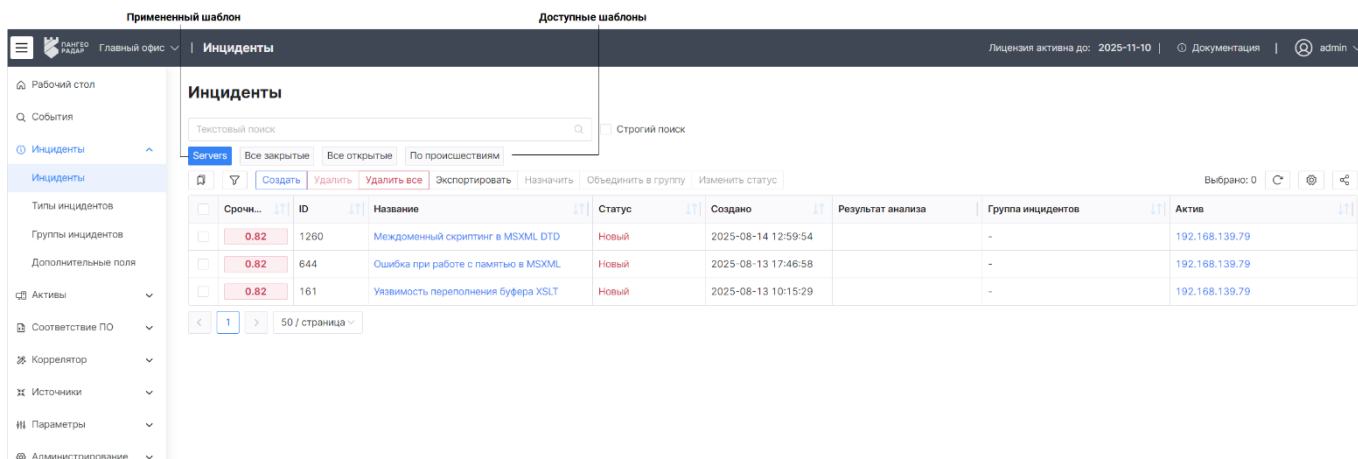 Примененный шаблон
Доступные шаблоны
ПАНГЕО РАДАР
Главный офис
| Инциденты
Лицензия активна до: 2025-11-10 |
Документация |
admin
Рабочий стол
События
Инциденты
Инциденты
Типы инцидентов
Группы инцидентов
Дополнительные поля
Активы
Соответствие ПО
Коррелятор
Источники
Параметры
Администрирование
Инциденты
Текстовый поиск
Строгий поиск
Servers Все закрытые Все открытые По происшествиям
Создать Удалить Удалить все Экспортировать Назначить Объединить в группу Изменить статус Выбрано: 0
Срочн... ID Название Статус Создано Результат анализа Группа инцидентов Актив
0.82 1260 Междоменный скриптинг в MSXML DTD Новый 2025-08-14 12:59:54 - 192.168.139.79
0.82 644 Ошибка при работе с памятью в MSXML Новый 2025-08-13 17:46:58 - 192.168.139.79
0.82 161 Уязвимость переполнения буфера XSLT Новый 2025-08-13 10:15:29 - 192.168.139.79
< 1 > 50 / страница